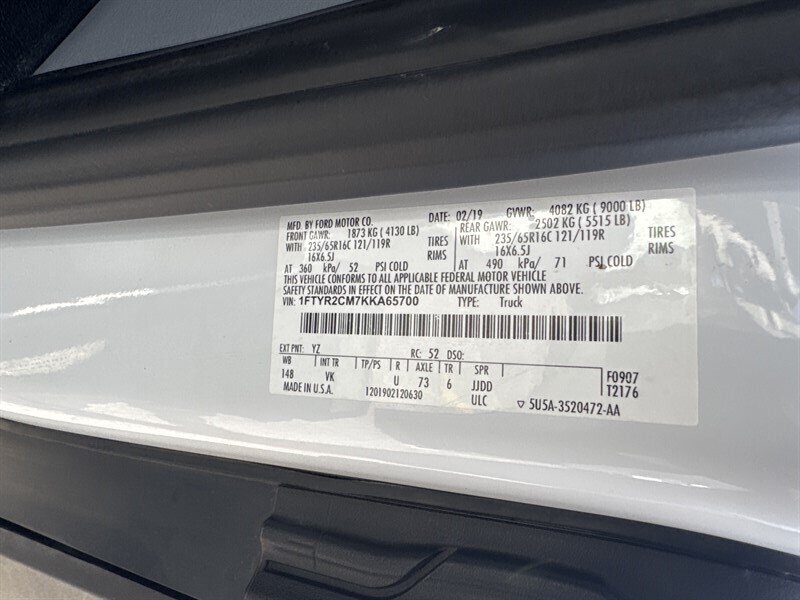 MFD. BY FORD MOTOR CO.
DATE: 02/19 GVWR: 4082 KG ( 9000 LB)
FRONT GAWR: 1873 KG ( 4130 LB)
REAR GAWR: 2502 KG ( 5515 LB)
WITH 235/65R16C 121/119R TIRES
16X6.5J RIMS
AT 360 kPa/ 52 PSI COLD
WITH 235/65R16C 121/119R TIRES
16X6.5J RIMS
AT 490 kPa/ 71 PSI COLD
THIS VEHICLE CONFORMS TO ALL APPLICABLE FEDERAL MOTOR VEHICLE
SAFETY STANDARDS IN EFFECT ON THE DATE OF MANUFACTURE SHOWN ABOVE.
VIN: 1FTYR2CM7KKA65700 TYPE: Truck
EXT PNT: YZ RC: 52 DSO:
WB INT TR TP/PS R AXLE TR SPR
148 VK U 73 6 JJDD
F0907
T2176
MADE IN U.S.A. 1201902120630 ULC
▽ 5U5A-3520472-AA